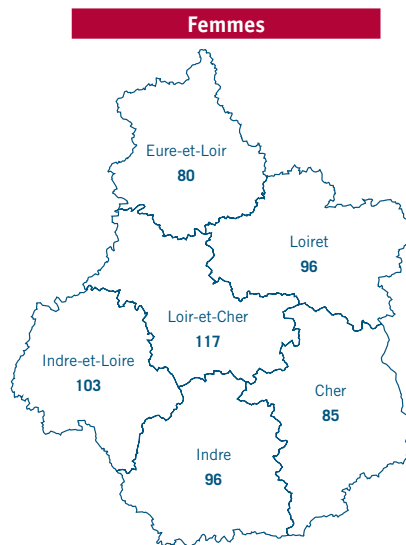 Femmes
Eure-et-Loir
80
Loiret
96
Loir-et-Cher
117
Indre-et-Loire
103
Cher
85
Indre
96